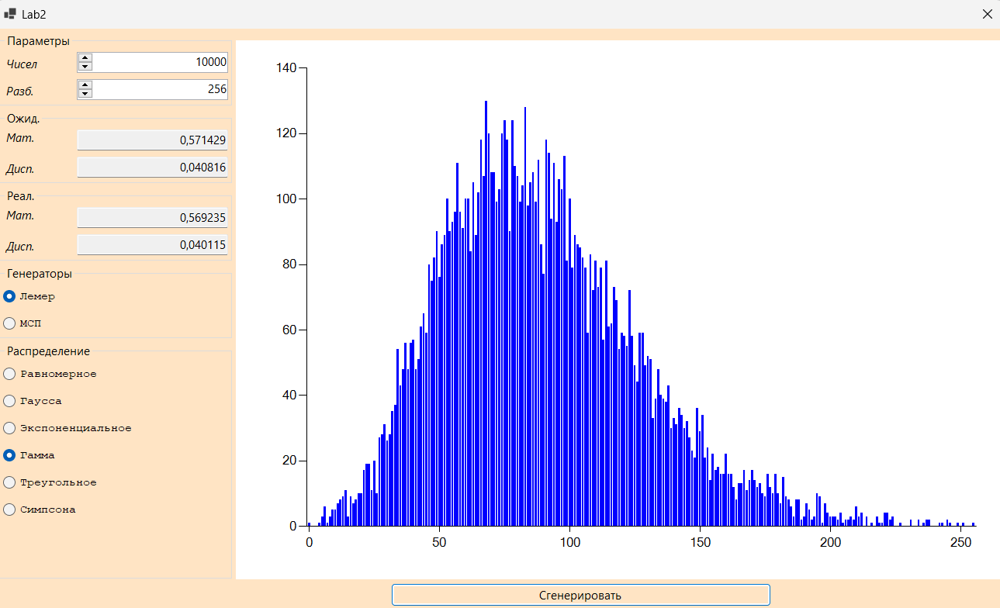 Lab2
Параметры
Чисел 10000
Разб. 256
Ожид.
Мат. 0,571429
Дисп. 0,040816
Реал.
Мат. 0,569235
Дисп. 0,040115
Генераторы
Лемер
МСП
Распределение
Равномерное
Гаусса
Экспоненциальное
Гамма
Треугольное
Симпсона
140
120
100
80
60
40
20
0
0 50 100 150 200 250
Сгенерировать